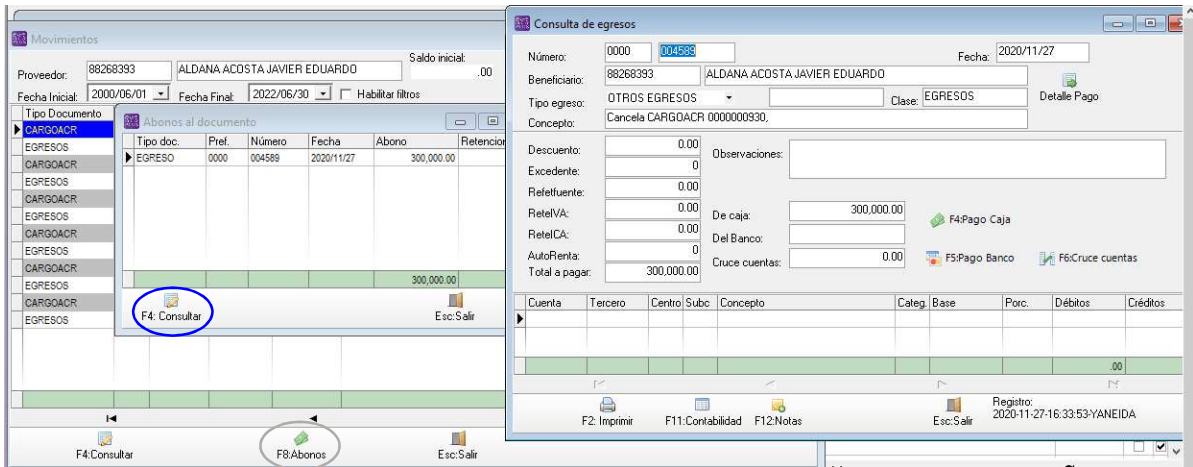 Movimientos
Saldo inicial:
Proveedor: 88268393 ALDANA ACOSTA JAVIER EDUARDO .00
Fecha Inicial: 2000/06/01 Fecha Final: 2022/06/30 Habilitar filtros
Tipo Documento
CARGOACR
EGRESOS
CARGOACR
EGRESOS
CARGOACR
EGRESOS
CARGOACR
EGRESOS
CARGOACR
EGRESOS
CARGOACR
EGRESOS
F4:Consultar F8:Abonos Esc:Salir
Abonos al documento
Tipo doc. Pref. Número Fecha Abono Retencion
EGRESO 0000 004589 2020/11/27 300,000.00
300,000.00
F4: Consultar Esc:Salir
Consulta de egresos
Número: 0000 004589 Fecha: 2020/11/27
Beneficiario: 88268393 ALDANA ACOSTA JAVIER EDUARDO
Tipo egreso: OTROS EGRESOS Clase: EGRESOS Detalle Pago
Concepto: Cancela CARGOACR 0000000930,
Descuento: 0.00 Observaciones:
Excedente: 0
Refetfuente: 0.00
ReteIVA: 0.00 De caja: 300,000.00 F4:Pago Caja
ReteICA: 0.00 Del Banco:
AutoRenta: 0 Cruce cuentas: 0.00 F5:Pago Banco F6:Cruce cuentas
Total a pagar: 300,000.00
Cuenta Tercero Centro Subc Concepto Categ. Base Porc. Débitos Créditos
.00
F2: Imprimir F11:Contabilidad F12:Notas Esc:Salir Registro:
2020-11-27-16:33:53-YANEIDA